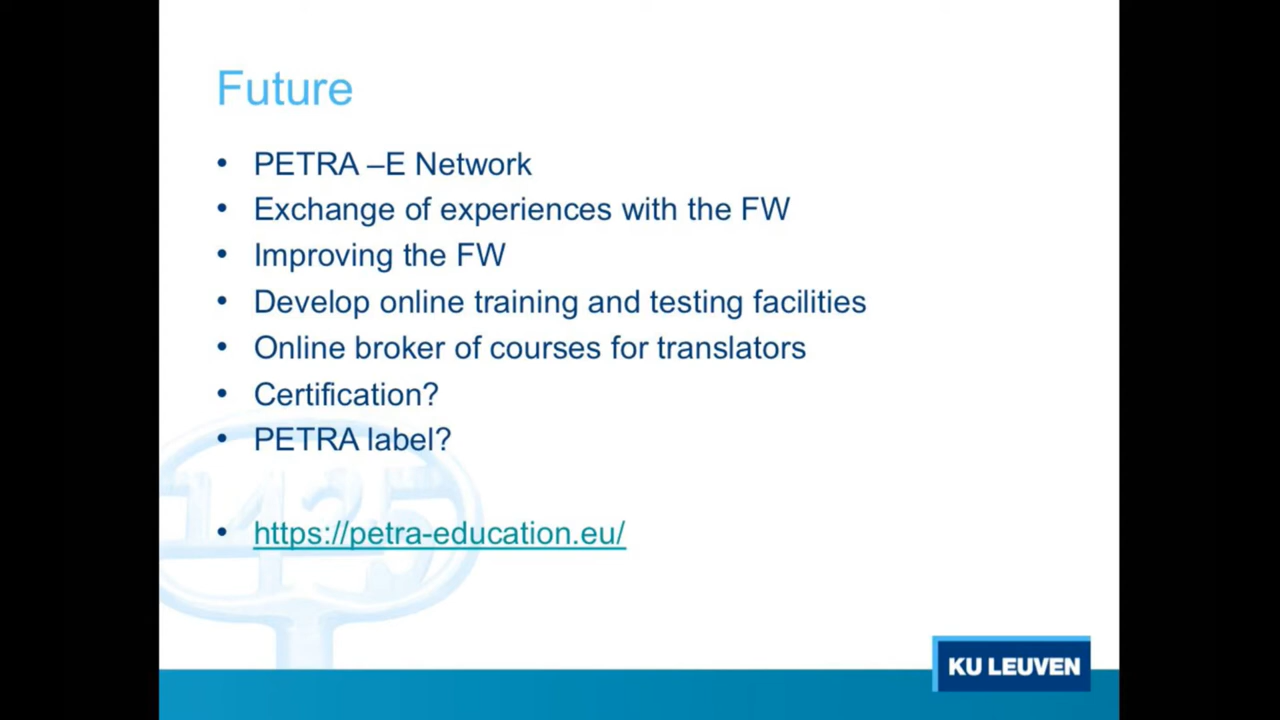 Future
• PETRA –E Network
• Exchange of experiences with the FW
• Improving the FW
• Develop online training and testing facilities
• Online broker of courses for translators
• Certification?
• PETRA label?
• https://petra-education.eu/
1425
KU LEUVEN